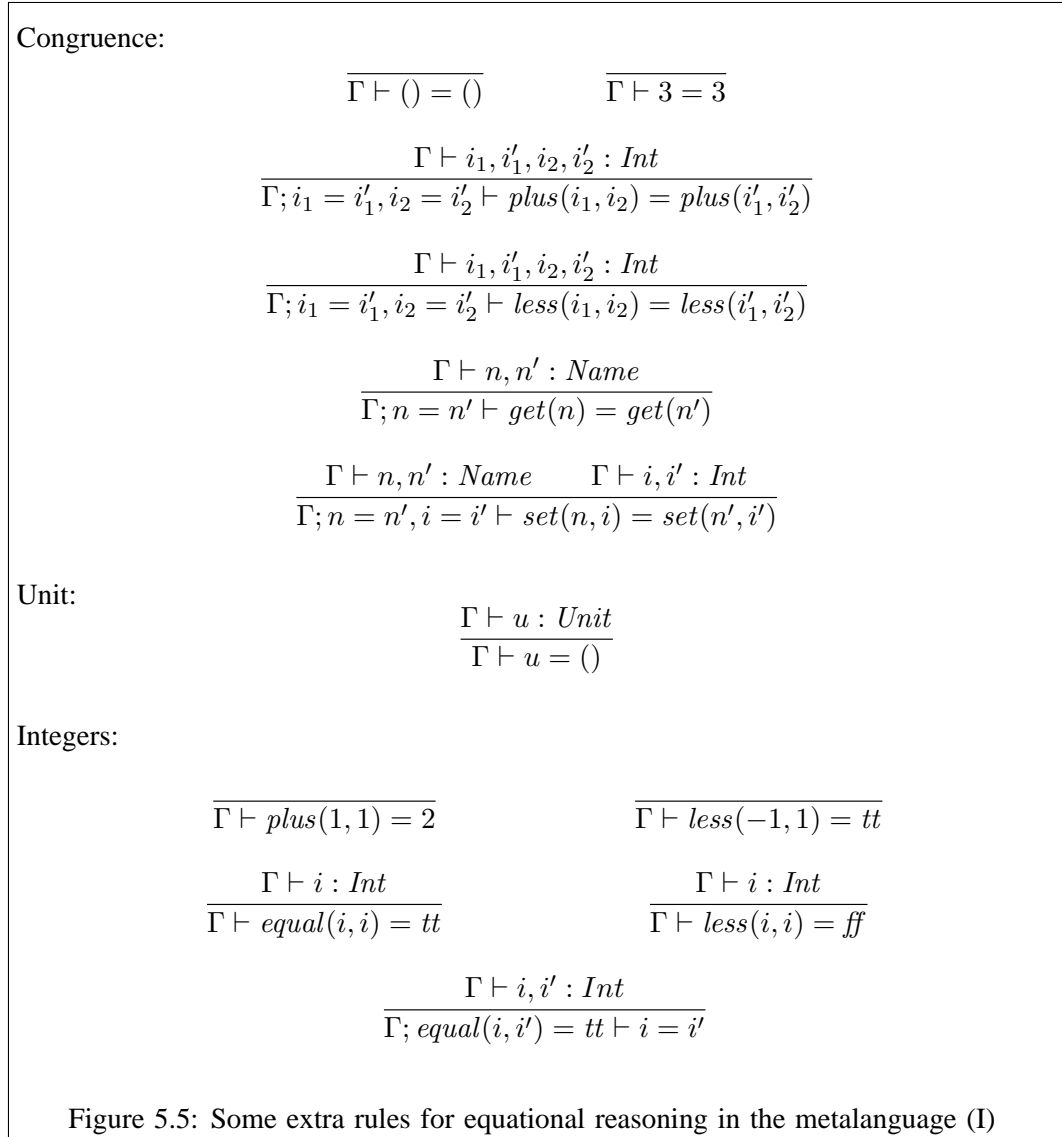 Congruence:
Γ ⊢ () = () Γ ⊢ 3 = 3
Γ ⊢ i₁, i′₁, i₂, i′₂ : Int
Γ; i₁ = i′₁, i₂ = i′₂ ⊢ plus(i₁, i₂) = plus(i′₁, i′₂)
Γ ⊢ i₁, i′₁, i₂, i′₂ : Int
Γ; i₁ = i′₁, i₂ = i′₂ ⊢ less(i₁, i₂) = less(i′₁, i′₂)
Γ ⊢ n, n′ : Name
Γ; n = n′ ⊢ get(n) = get(n′)
Γ ⊢ n, n′ : Name Γ ⊢ i, i′ : Int
Γ; n = n′, i = i′ ⊢ set(n, i) = set(n′, i′)
Unit:
Γ ⊢ u : Unit
Γ ⊢ u = ()
Integers:
Γ ⊢ plus(1, 1) = 2 Γ ⊢ less(−1, 1) = tt
Γ ⊢ i : Int Γ ⊢ i : Int
Γ ⊢ equal(i, i) = tt Γ ⊢ less(i, i) = ff
Γ ⊢ i, i′ : Int
Γ; equal(i, i′) = tt ⊢ i = i′
Figure 5.5: Some extra rules for equational reasoning in the metalanguage (I)